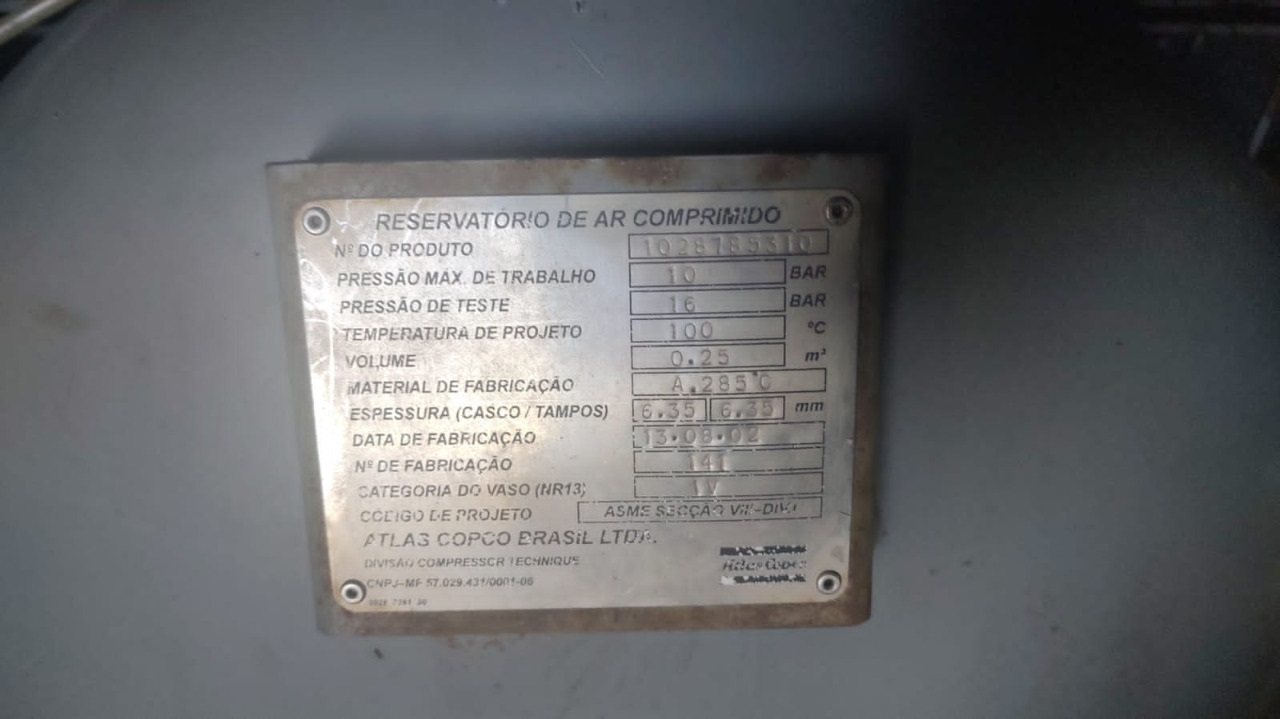 RESERVATÓRIO DE AR COMPRIMIDO
Nº DO PRODUTO 1028785310
PRESSÃO MÁX. DE TRABALHO 10 BAR
PRESSÃO DE TESTE 16 BAR
TEMPERATURA DE PROJETO 100 ºC
VOLUME 0.25 m³
MATERIAL DE FABRICAÇÃO A.285°C
ESPESSURA (CASCO / TAMPOS) 6.35 6.35 mm
DATA DE FABRICAÇÃO 13.08.02
Nº DE FABRICAÇÃO 141
CATEGORIA DO VASO (NR13) IV
CÓDIGO DE PROJETO ASME SECÇÃO VIII-DIV.I
ATLAS COPCO BRASIL LTDA.
DIVISÃO COMPRESSOR TECHNIQUE
Atlas Copco
CNPJ-MF 57.029.431/0001-06